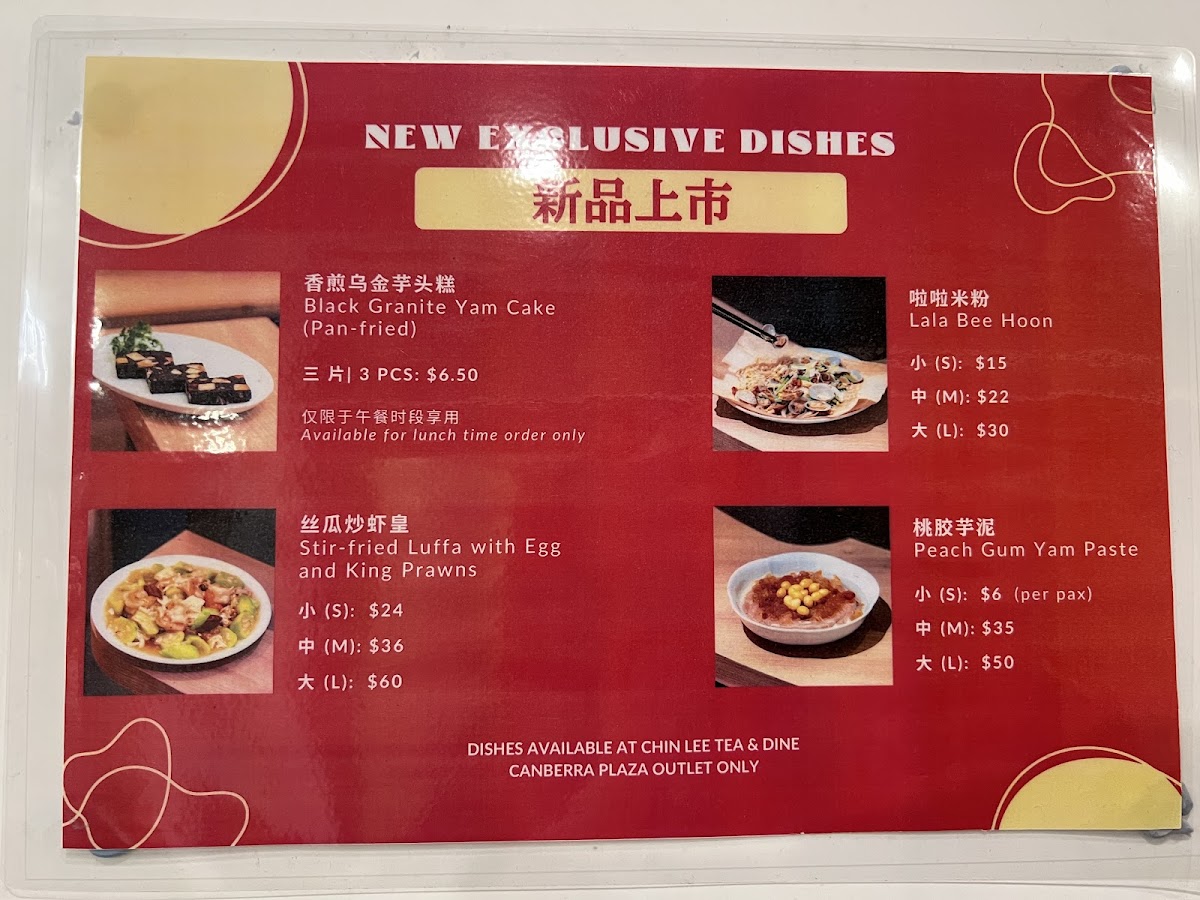 NEW EXCLUSIVE DISHES
新品上市
香煎乌金芋头糕
Black Granite Yam Cake
(Pan-fried)
三 片| 3 PCS: $6.50
仅限于午餐时段享用
Available for lunch time order only
啦啦米粉
Lala Bee Hoon
小 (S): $15
中 (M): $22
大 (L): $30
丝瓜炒虾皇
Stir-fried Luffa with Egg
and King Prawns
小 (S): $24
中 (M): $36
大 (L): $60
桃胶芋泥
Peach Gum Yam Paste
小 (S): $6 (per pax)
中 (M): $35
大 (L): $50
DISHES AVAILABLE AT CHIN LEE TEA & DINE
CANBERRA PLAZA OUTLET ONLY